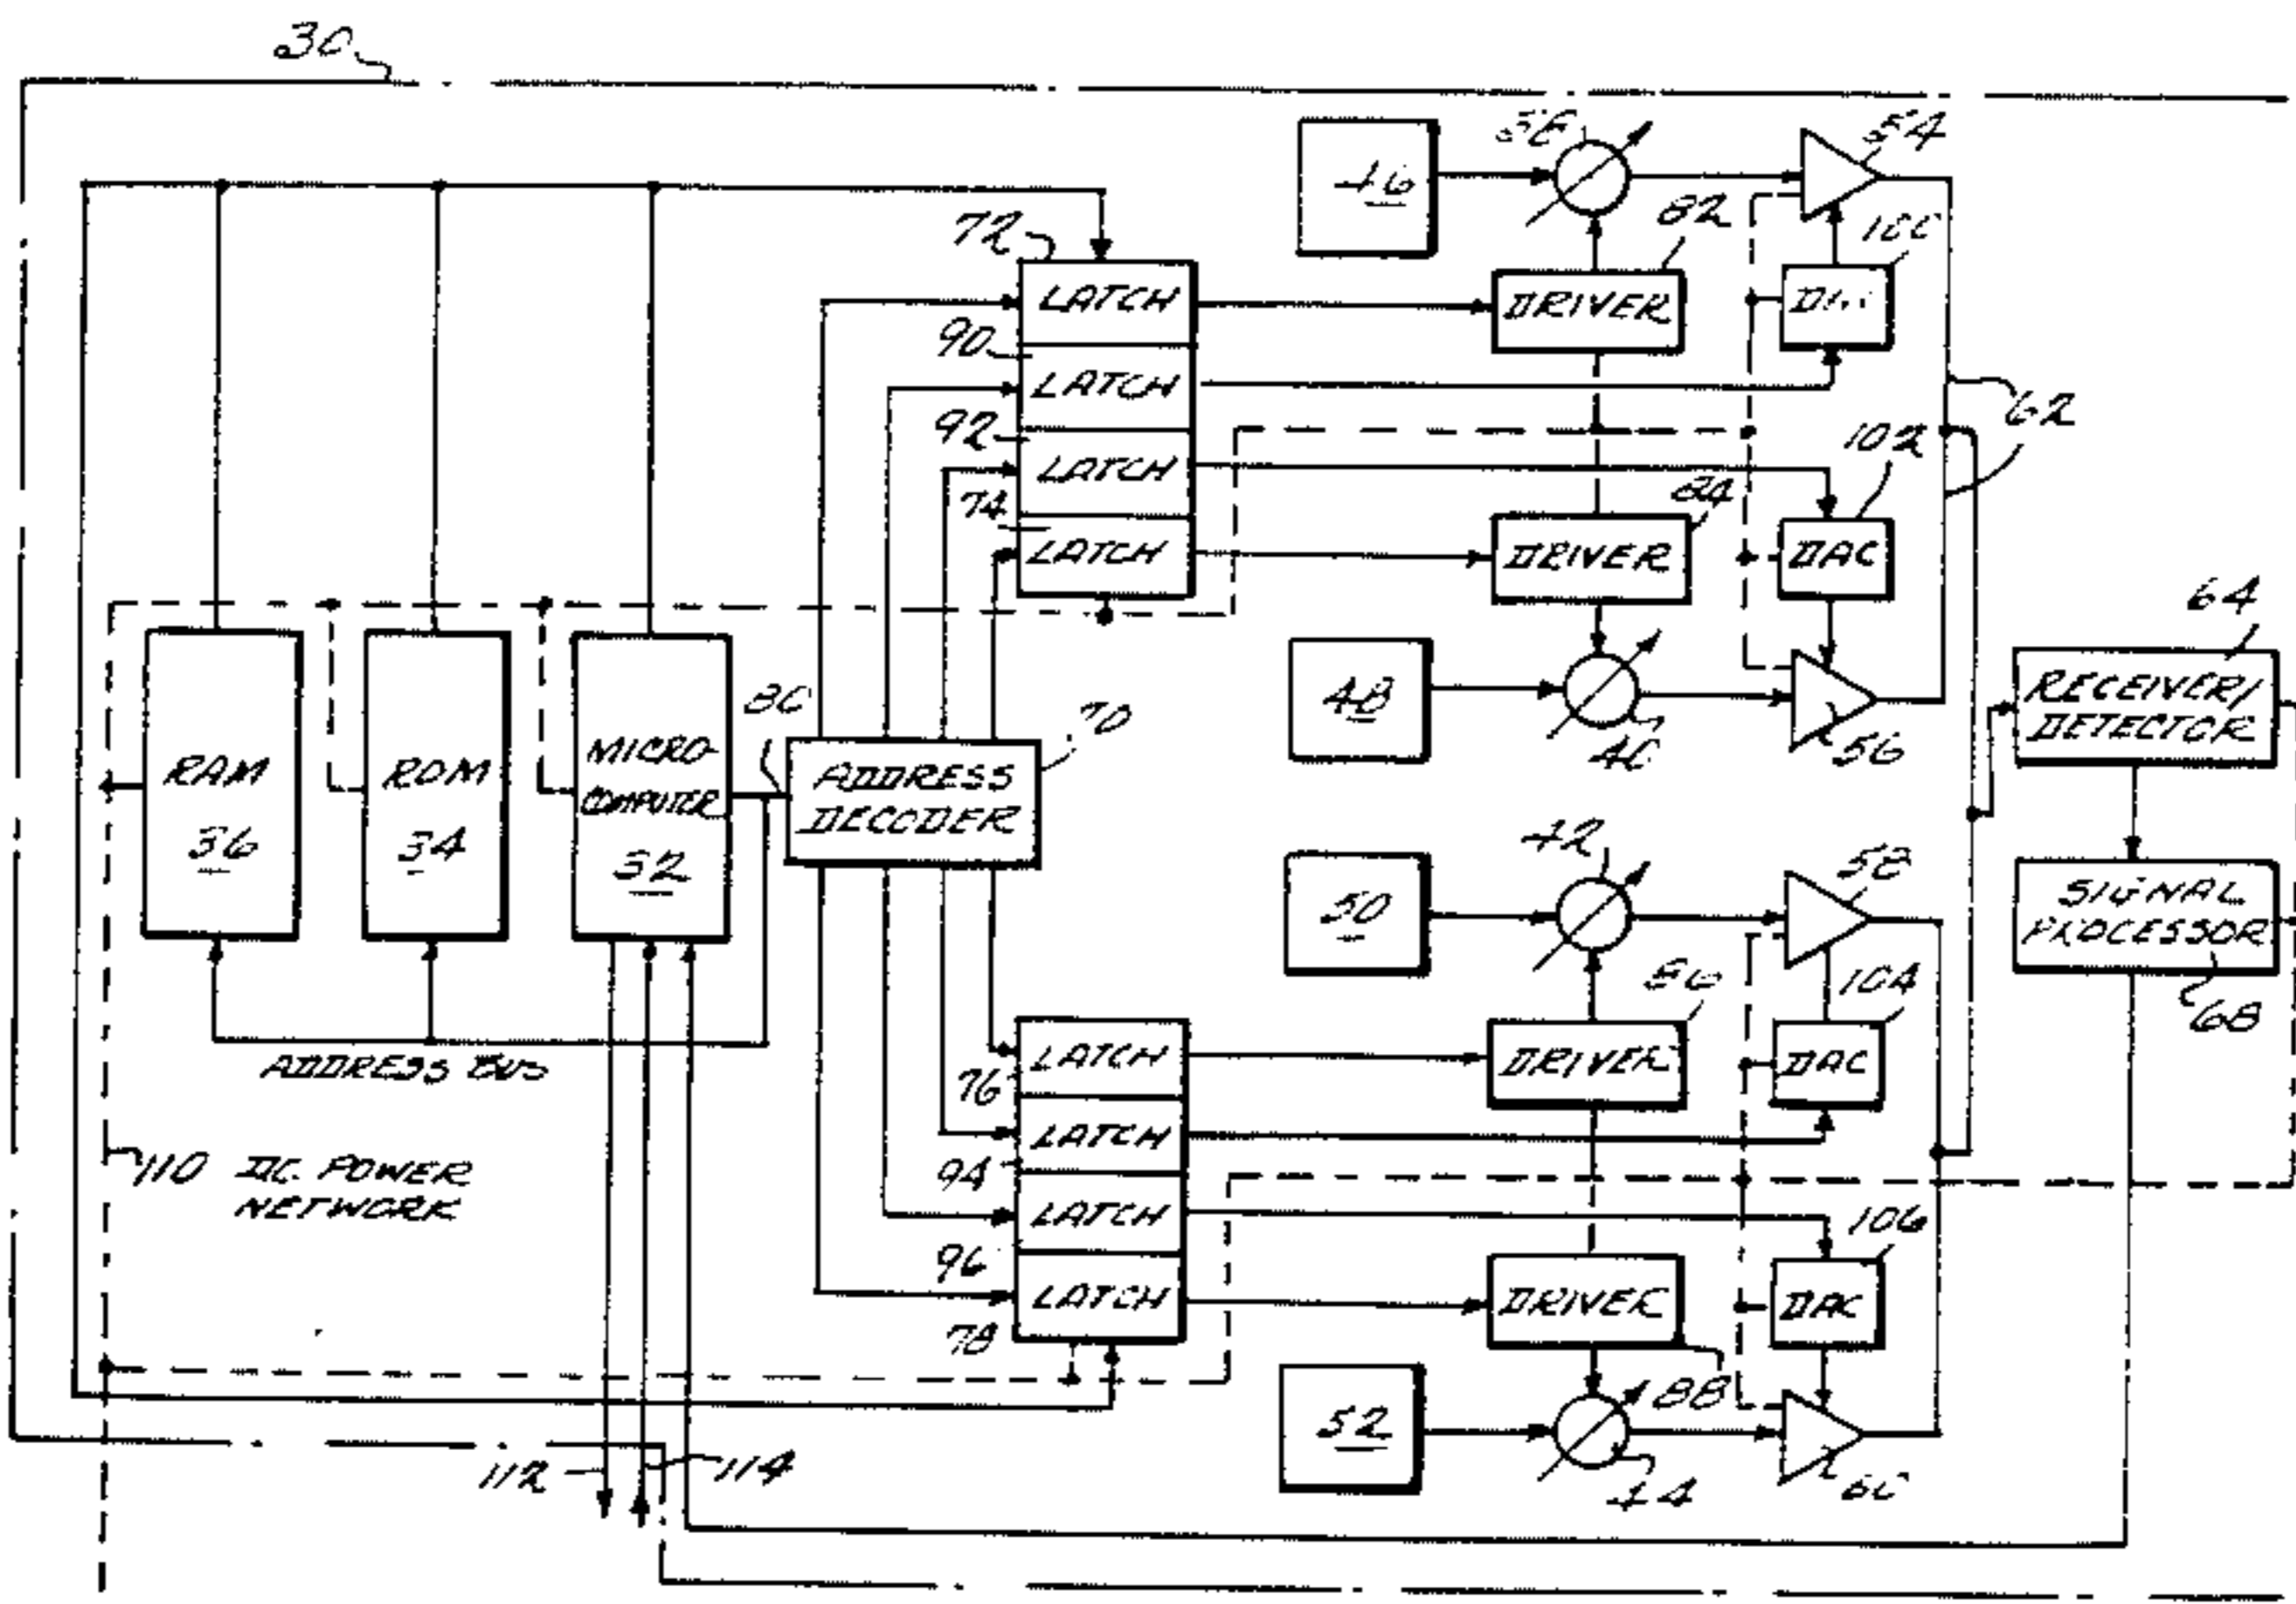 30
46
54
82
100
72
LATCH
DRIVER
90
LATCH
62
92
LATCH
102
74
LATCH
84
DRIVER
DAC
64
RECEIVER/
DETECTOR
48
40
56
80
70
RAM
36
ROM
34
MICRO-
COMPUTER
32
ADDRESS
DECODER
42
58
50
SIGNAL
PROCESSOR
68
86
104
ADDRESS BUS
LATCH
DRIVER
DAC
76
LATCH
110 DC POWER
NETWORK
94
LATCH
106
96
LATCH
DRIVER
DAC
78
88
52
112
114
44
60